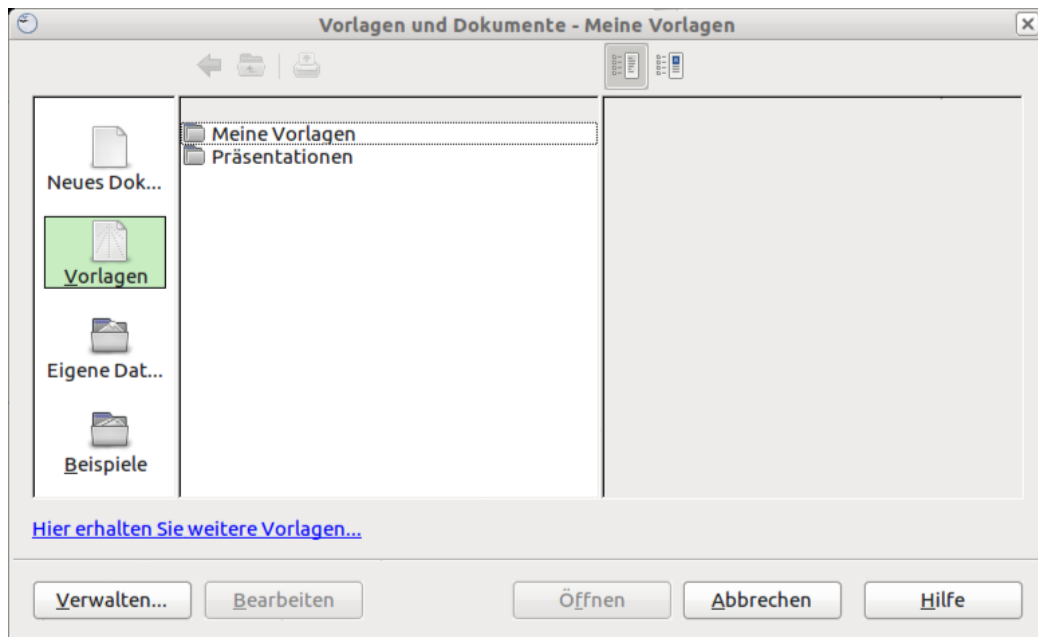 Vorlagen und Dokumente - Meine Vorlagen
Neues Dok...
Vorlagen
Eigene Dat...
Beispiele
Meine Vorlagen
Präsentationen
Hier erhalten Sie weitere Vorlagen...
Verwalten... Bearbeiten Öffnen Abbrechen Hilfe